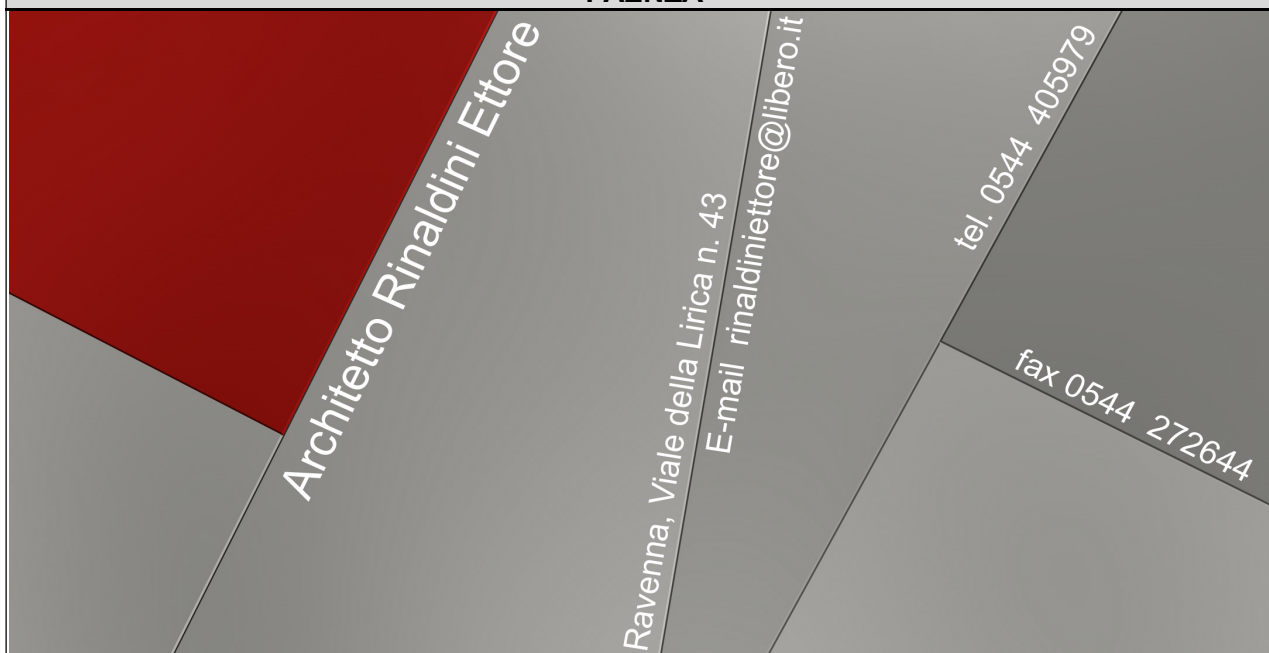 Architetto Rinaldini Ettore
Ravenna, Viale della Lirica n. 43
E-mail rinaldiniettore@libero.it
tel. 0544 405979
fax 0544 272644